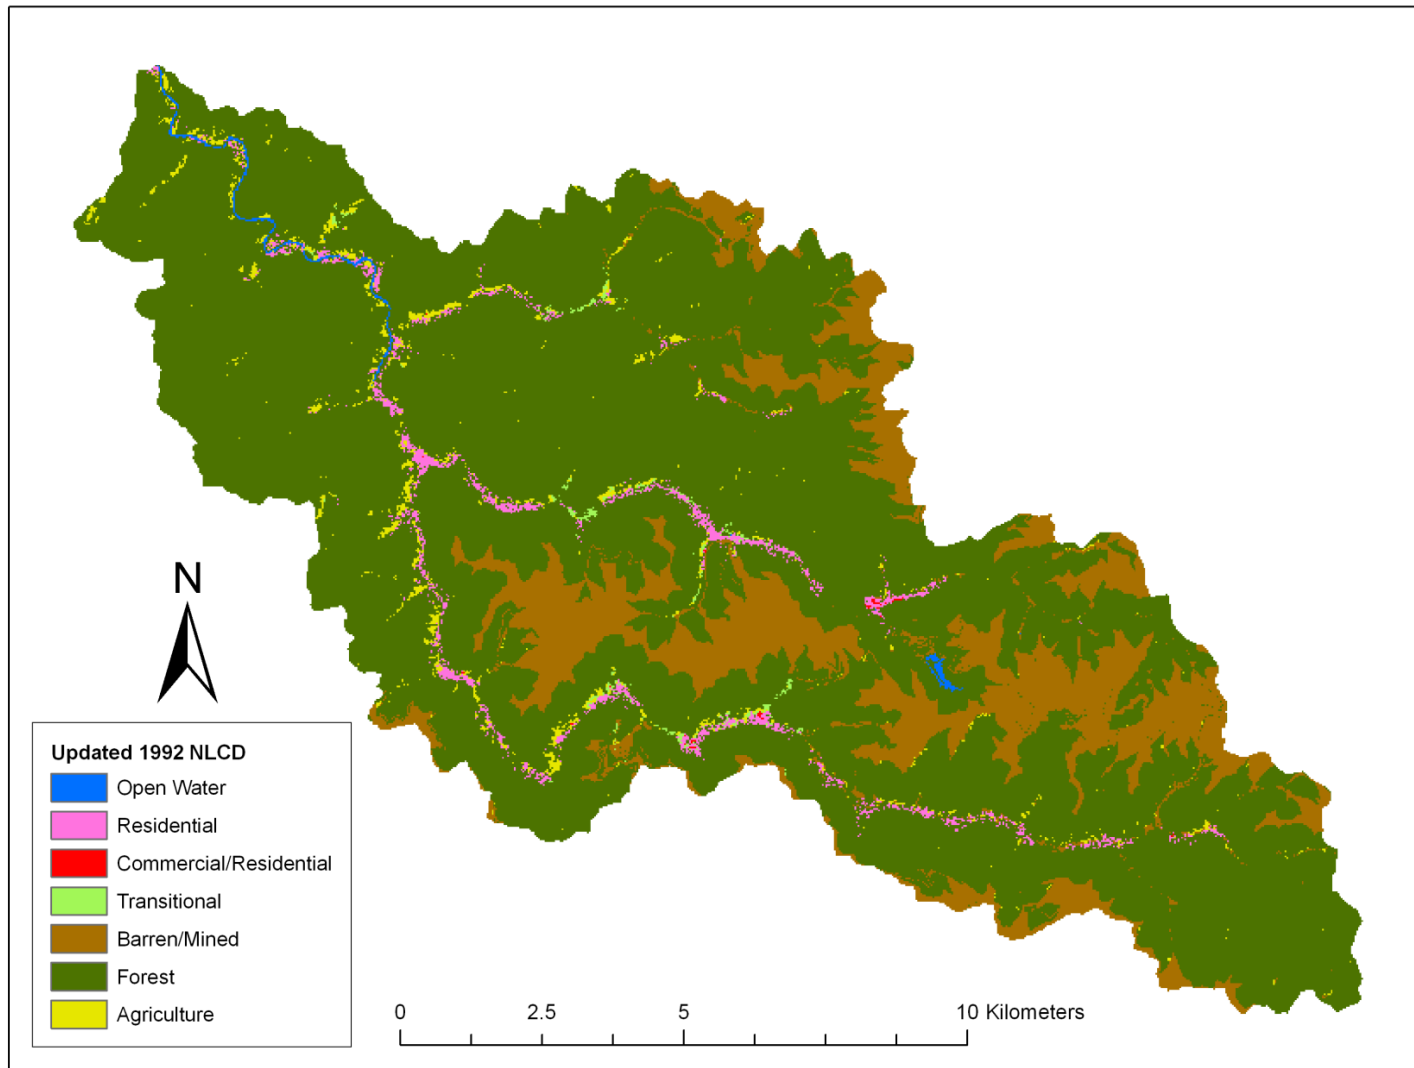 N
Updated 1992 NLCD
Open Water
Residential
Commercial/Residential
Transitional
Barren/Mined
Forest
Agriculture
0 2.5 5 10 Kilometers